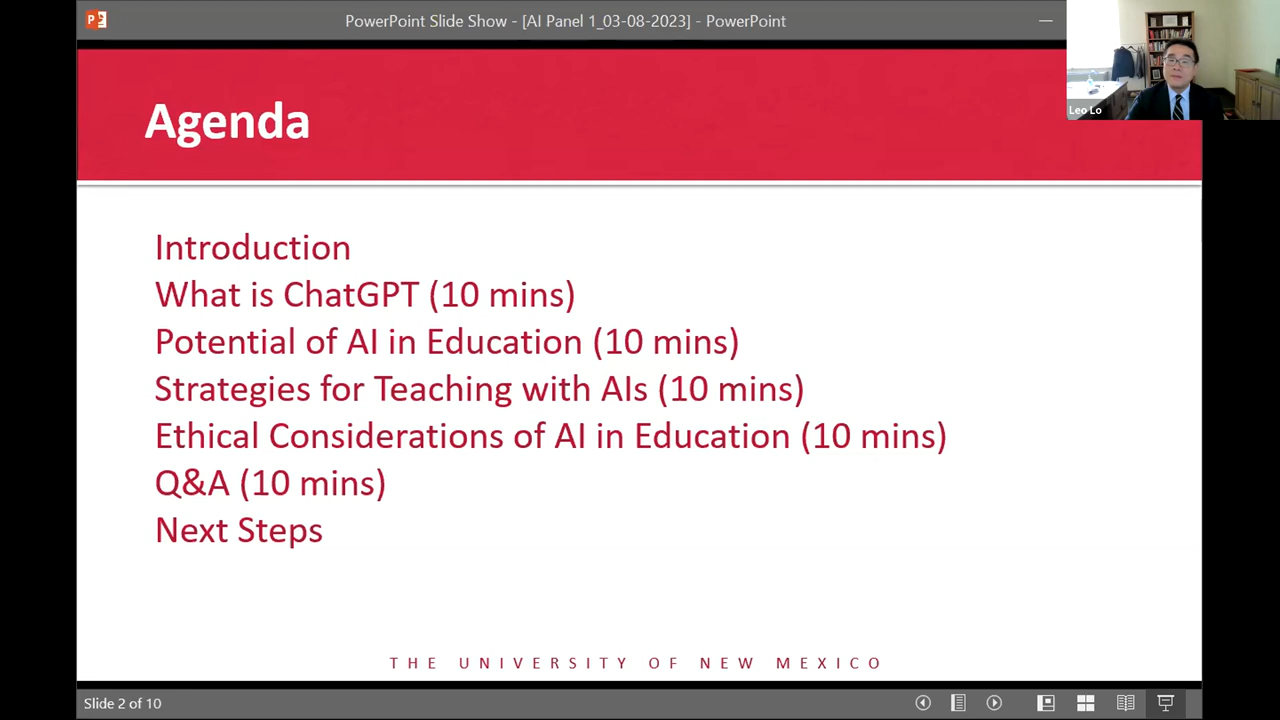 PowerPoint Slide Show - [AI Panel 1_03-08-2023] - PowerPoint
Leo Lo
Agenda
Introduction
What is ChatGPT (10 mins)
Potential of AI in Education (10 mins)
Strategies for Teaching with AIs (10 mins)
Ethical Considerations of AI in Education (10 mins)
Q&A (10 mins)
Next Steps
THE UNIVERSITY OF NEW MEXICO
Slide 2 of 10